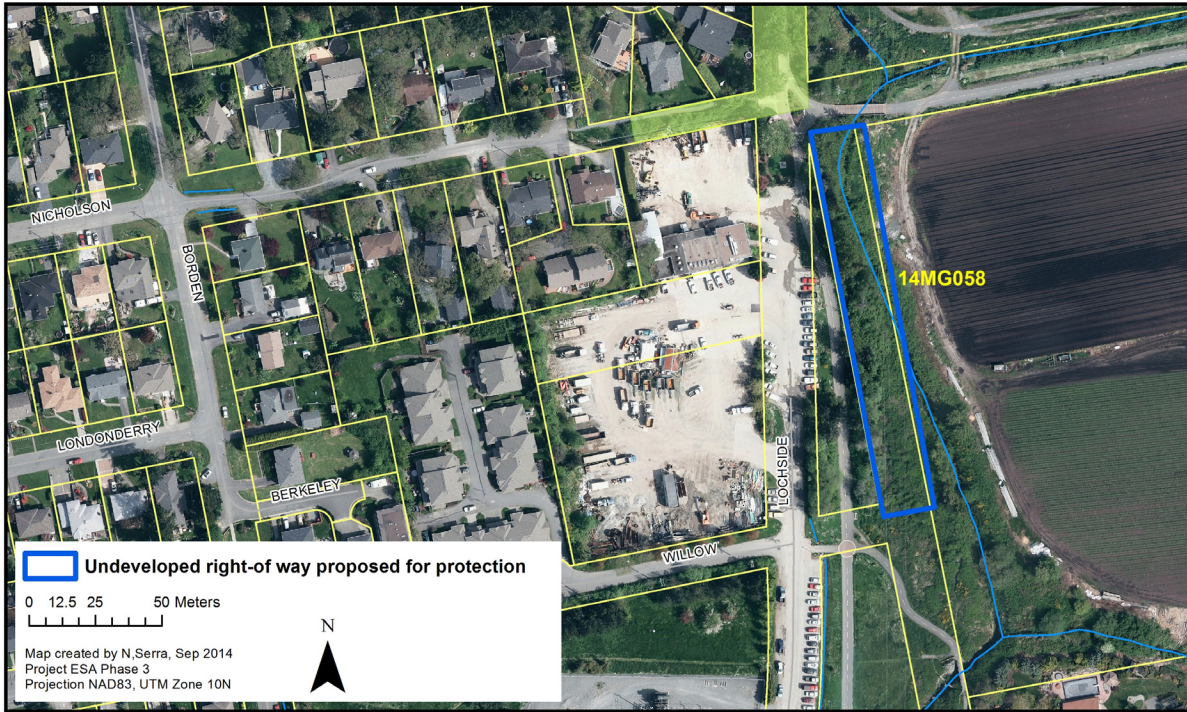 14MG058
NICHOLSON
BORDEN
LONDONDERRY
LOCHSIDE
BERKELEY
WILLOW
Undeveloped right-of way proposed for protection
0 12.5 25 50 Meters
N
Map created by N,Serra, Sep 2014
Project ESA Phase 3
Projection NAD83, UTM Zone 10N